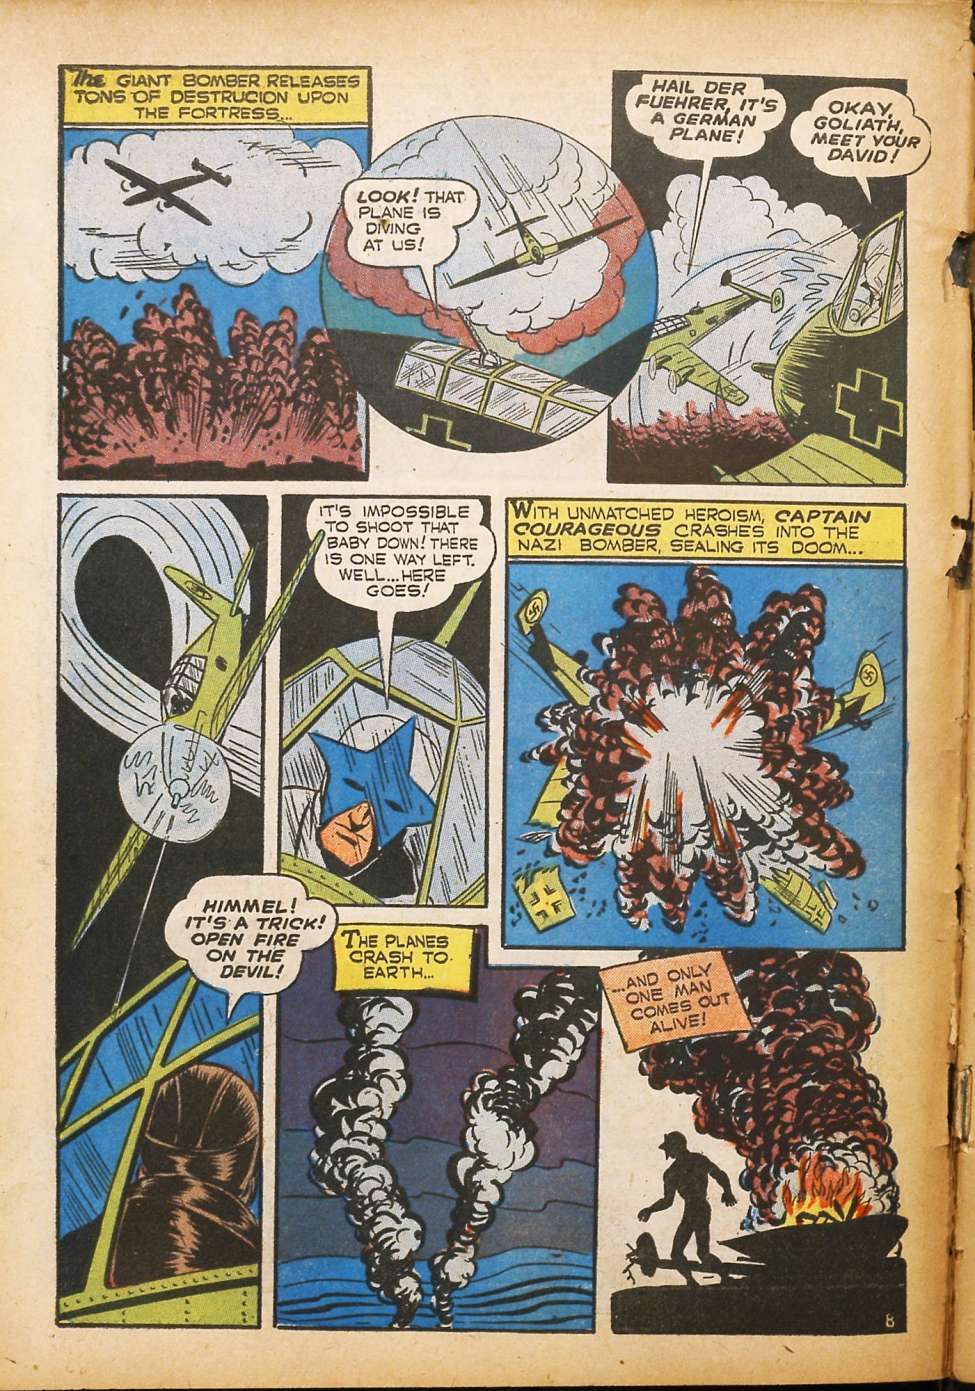 The GIANT BOMBER RELEASES
TONS OF DESTRUCION UPON
THE FORTRESS...
LOOK! THAT
PLANE IS
DIVING
AT US!
HAIL DER
FUEHRER, IT'S
A GERMAN
PLANE!
OKAY,
GOLIATH,
MEET YOUR
DAVID!
HIMMEL!
IT'S A TRICK!
OPEN FIRE
ON THE
DEVIL!
IT'S IMPOSSIBLE
TO SHOOT THAT
BABY DOWN! THERE
IS ONE WAY LEFT.
WELL...HERE
GOES!
WITH UNMATCHED HEROISM, CAPTAIN
COURAGEOUS CRASHES INTO THE
NAZI BOMBER, SEALING ITS DOOM...
THE PLANES
CRASH TO
EARTH...
...AND ONLY
ONE MAN
COMES OUT
ALIVE!
8